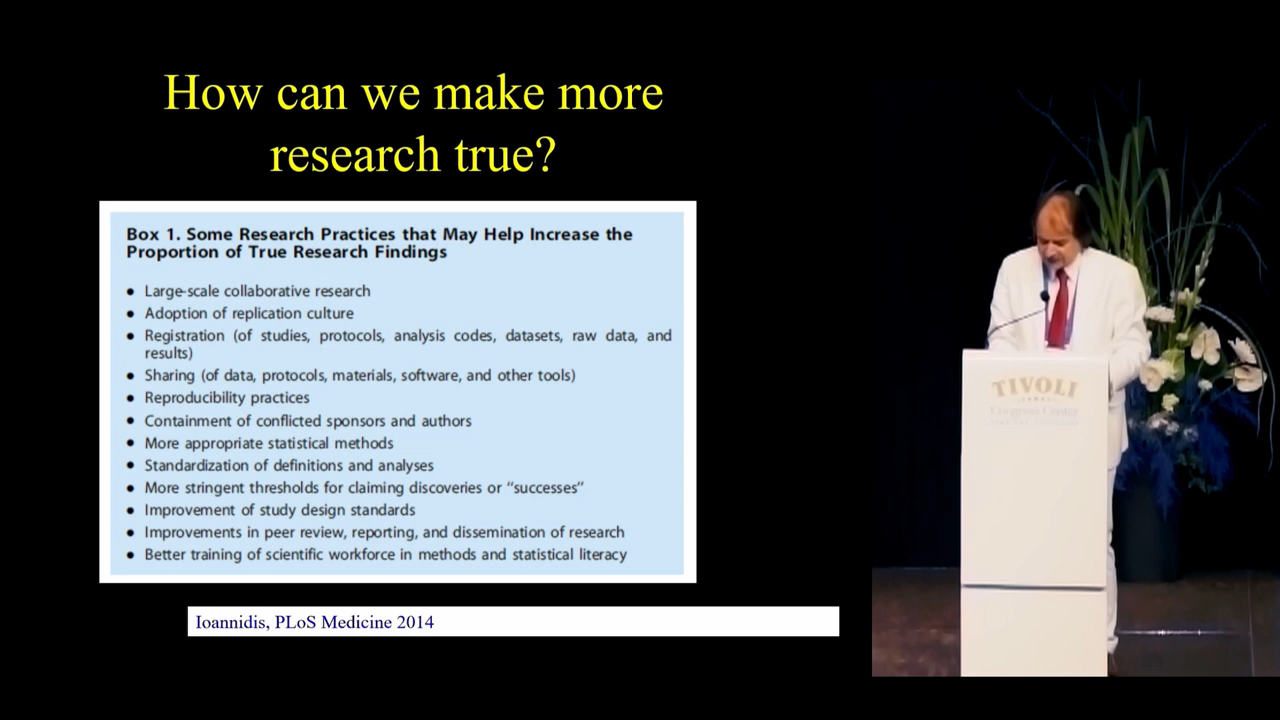 How can we make more
research true?
Box 1. Some Research Practices that May Help Increase the
Proportion of True Research Findings
• Large-scale collaborative research
• Adoption of replication culture
• Registration (of studies, protocols, analysis codes, datasets, raw data, and
results)
• Sharing (of data, protocols, materials, software, and other tools)
• Reproducibility practices
• Containment of conflicted sponsors and authors
• More appropriate statistical methods
• Standardization of definitions and analyses
• More stringent thresholds for claiming discoveries or “successes”
• Improvement of study design standards
• Improvements in peer review, reporting, and dissemination of research
• Better training of scientific workforce in methods and statistical literacy
Ioannidis, PLoS Medicine 2014
TIVOLI
Congress Center